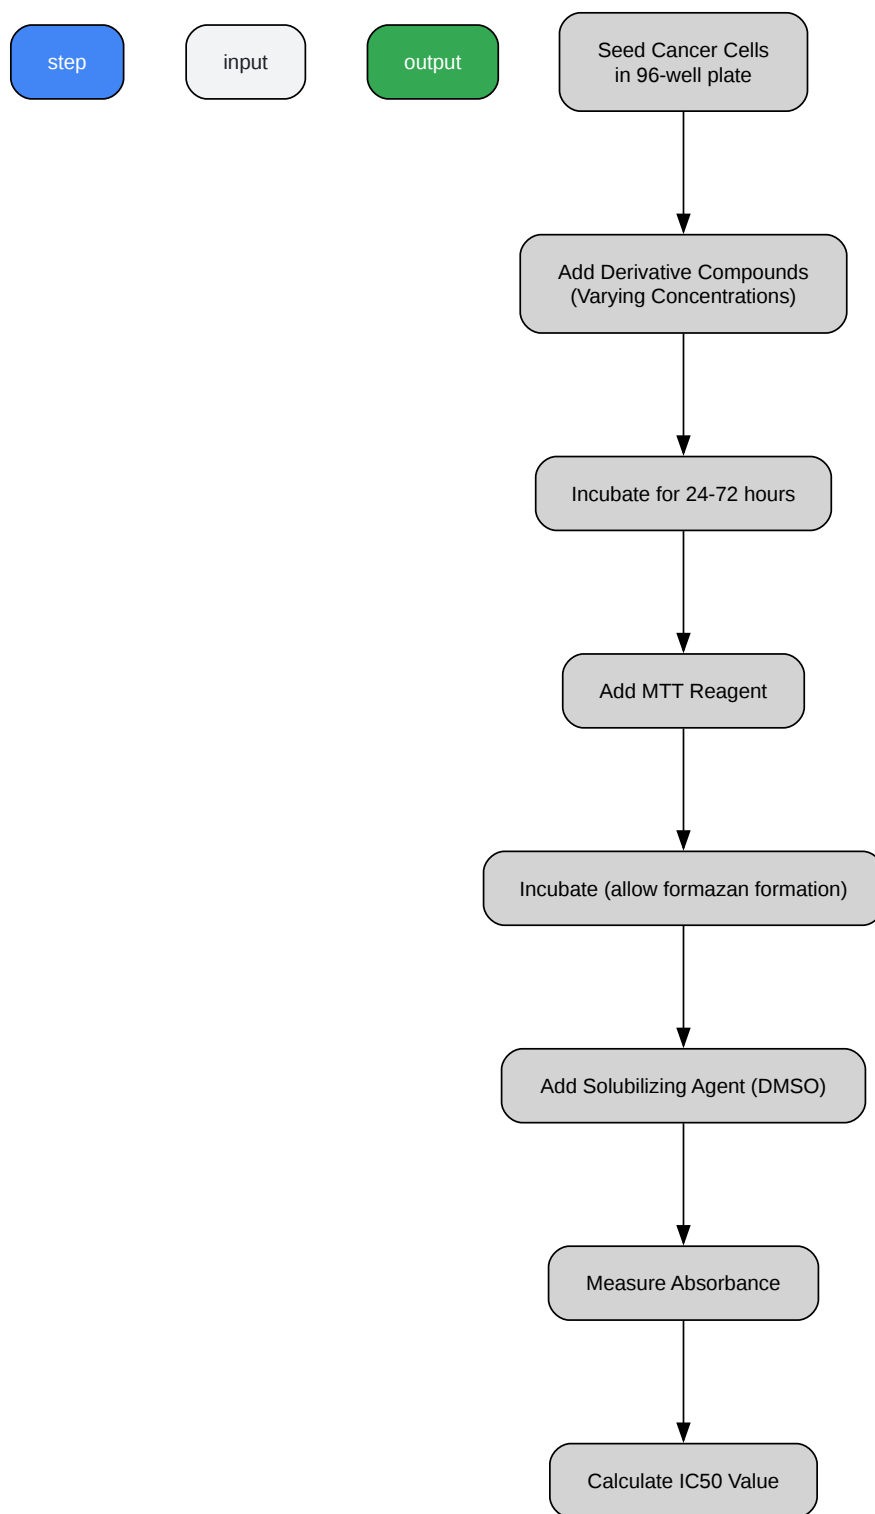 step
input
output
Seed Cancer Cells
in 96-well plate
Add Derivative Compounds
(Varying Concentrations)
Incubate for 24-72 hours
Add MTT Reagent
Incubate (allow formazan formation)
Add Solubilizing Agent (DMSO)
Measure Absorbance
Calculate IC50 Value